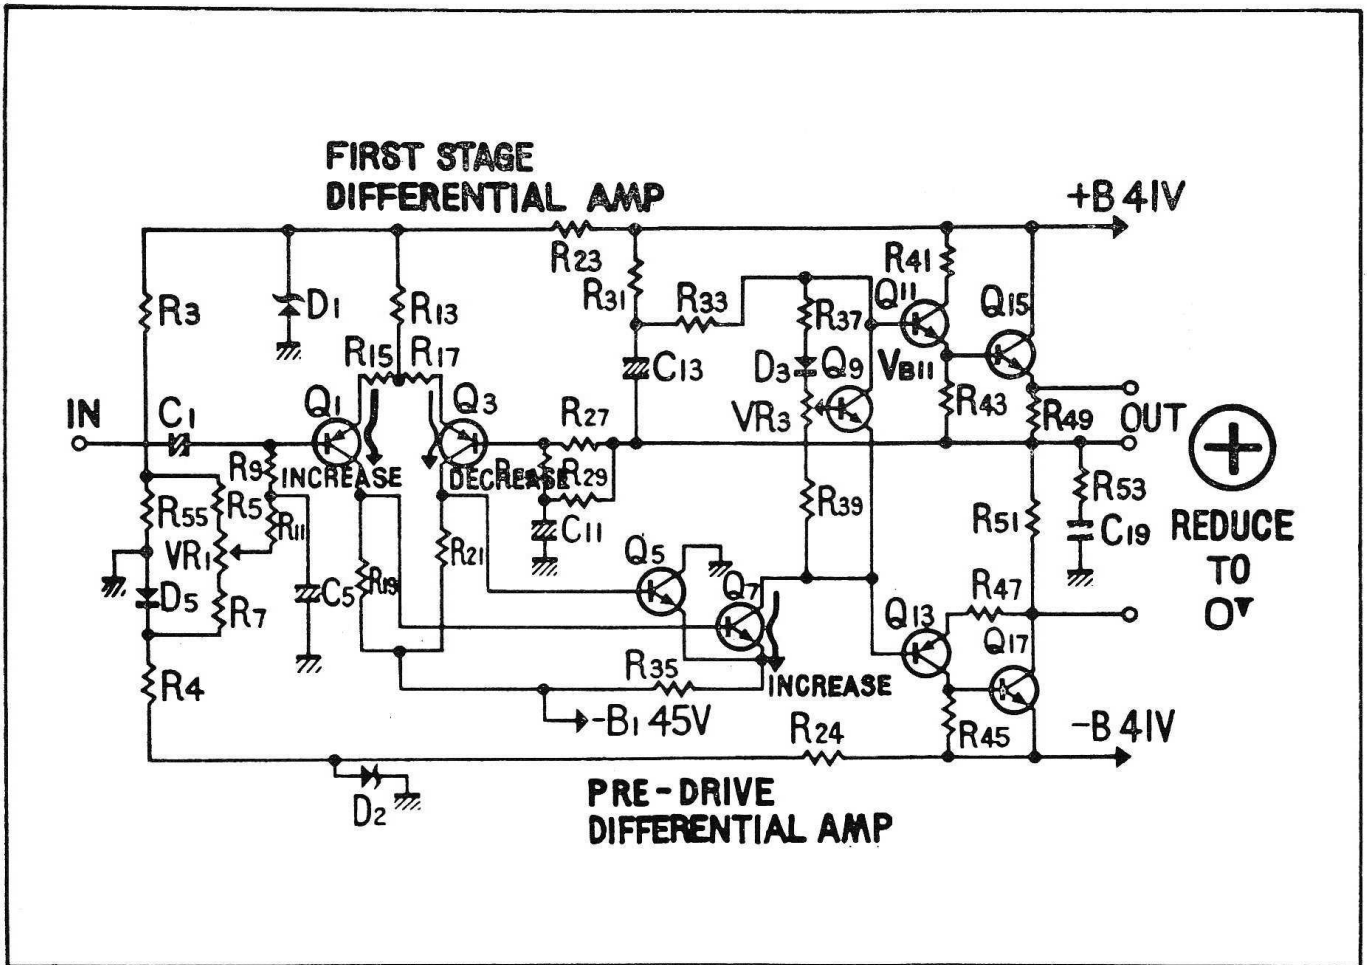 FIRST STAGE
DIFFERENTIAL AMP
+B 41V
R23
R41
R3
D1
R13
R31
R33
Q11
Q15
R37
R15
R17
C13
D3
Q9
VB11
IN
C1
Q1
Q3
R27
VR3
R43
R49
OUT
+
R9
INCREASE
DECREASE
R29
R55
R5
R11
C11
R39
R51
R53
C19
REDUCE
TO
0V
VR1
R21
Q5
D5
R7
C5
R19
Q7
R47
Q13
Q17
R4
R35
INCREASE
-B1 45V
R24
R45
-B 41V
D2
PRE-DRIVE
DIFFERENTIAL AMP